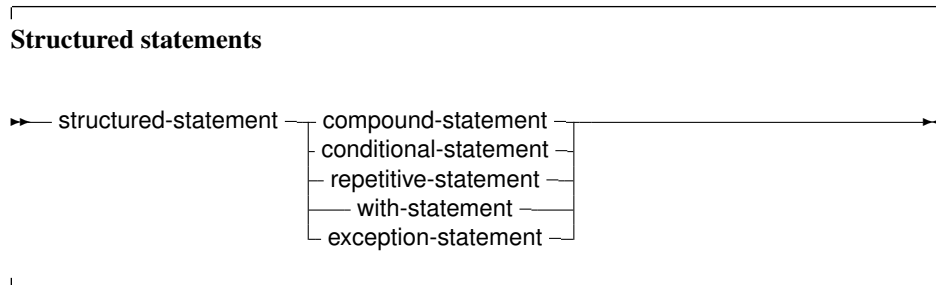 Structured statements
structured-statement compound-statement
conditional-statement
repetitive-statement
with-statement
exception-statement